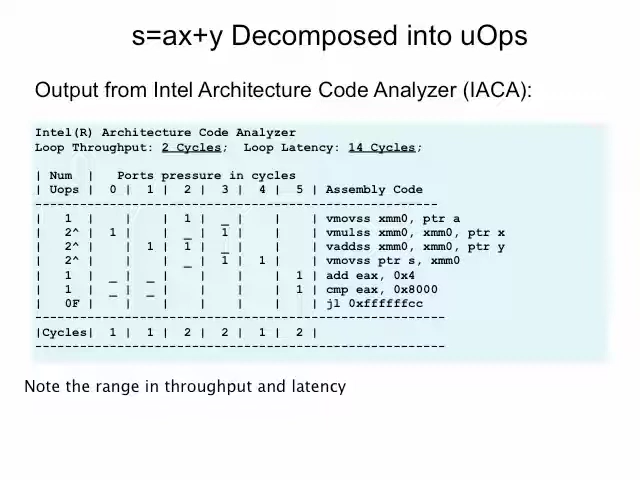 s=ax+y Decomposed into uOps
Output from Intel Architecture Code Analyzer (IACA):
Intel(R) Architecture Code Analyzer
Loop Throughput: 2 Cycles;  Loop Latency: 14 Cycles;
| Num  |   Ports pressure in cycles
| Uops |  0 |  1 |  2 |  3 |  4 |  5 | Assembly Code
------------------------------------------------------
|   1  |    |    |  1 |  _ |    |    | vmovss xmm0, ptr a
|   2^ |  1 |    |  _ |  1 |    |    | vmulss xmm0, xmm0, ptr x
|   2^ |    |  1 |  1 |  _ |    |    | vaddss xmm0, xmm0, ptr y
|   2^ |    |    |  _ |  1 |  1 |    | vmovss ptr s, xmm0
|   1  |  _ |  _ |    |    |    |  1 | add eax, 0x4
|   1  |  _ |  _ |    |    |    |  1 | cmp eax, 0x8000
|   0F |    |    |    |    |    |    | jl 0xffffffcc
------------------------------------------------------
|Cycles|  1 |  1 |  2 |  2 |  1 |  2 |
------------------------------------------------------
Note the range in throughput and latency